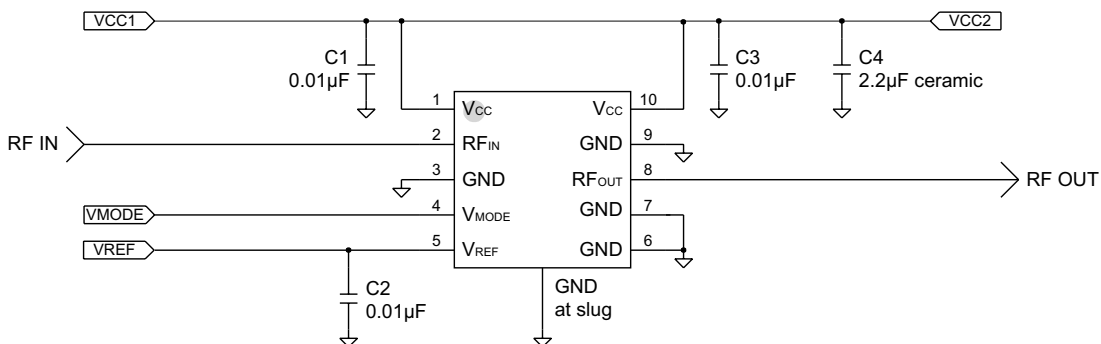 VCC1
VCC2
C1
0.01µF
C3
0.01µF
C4
2.2µF ceramic
1
VCC
VCC
10
RF IN
2
RFIN
GND
9
3
GND
RFOUT
8
RF OUT
VMODE
4
VMODE
GND
7
VREF
5
VREF
GND
6
C2
0.01µF
GND
at slug